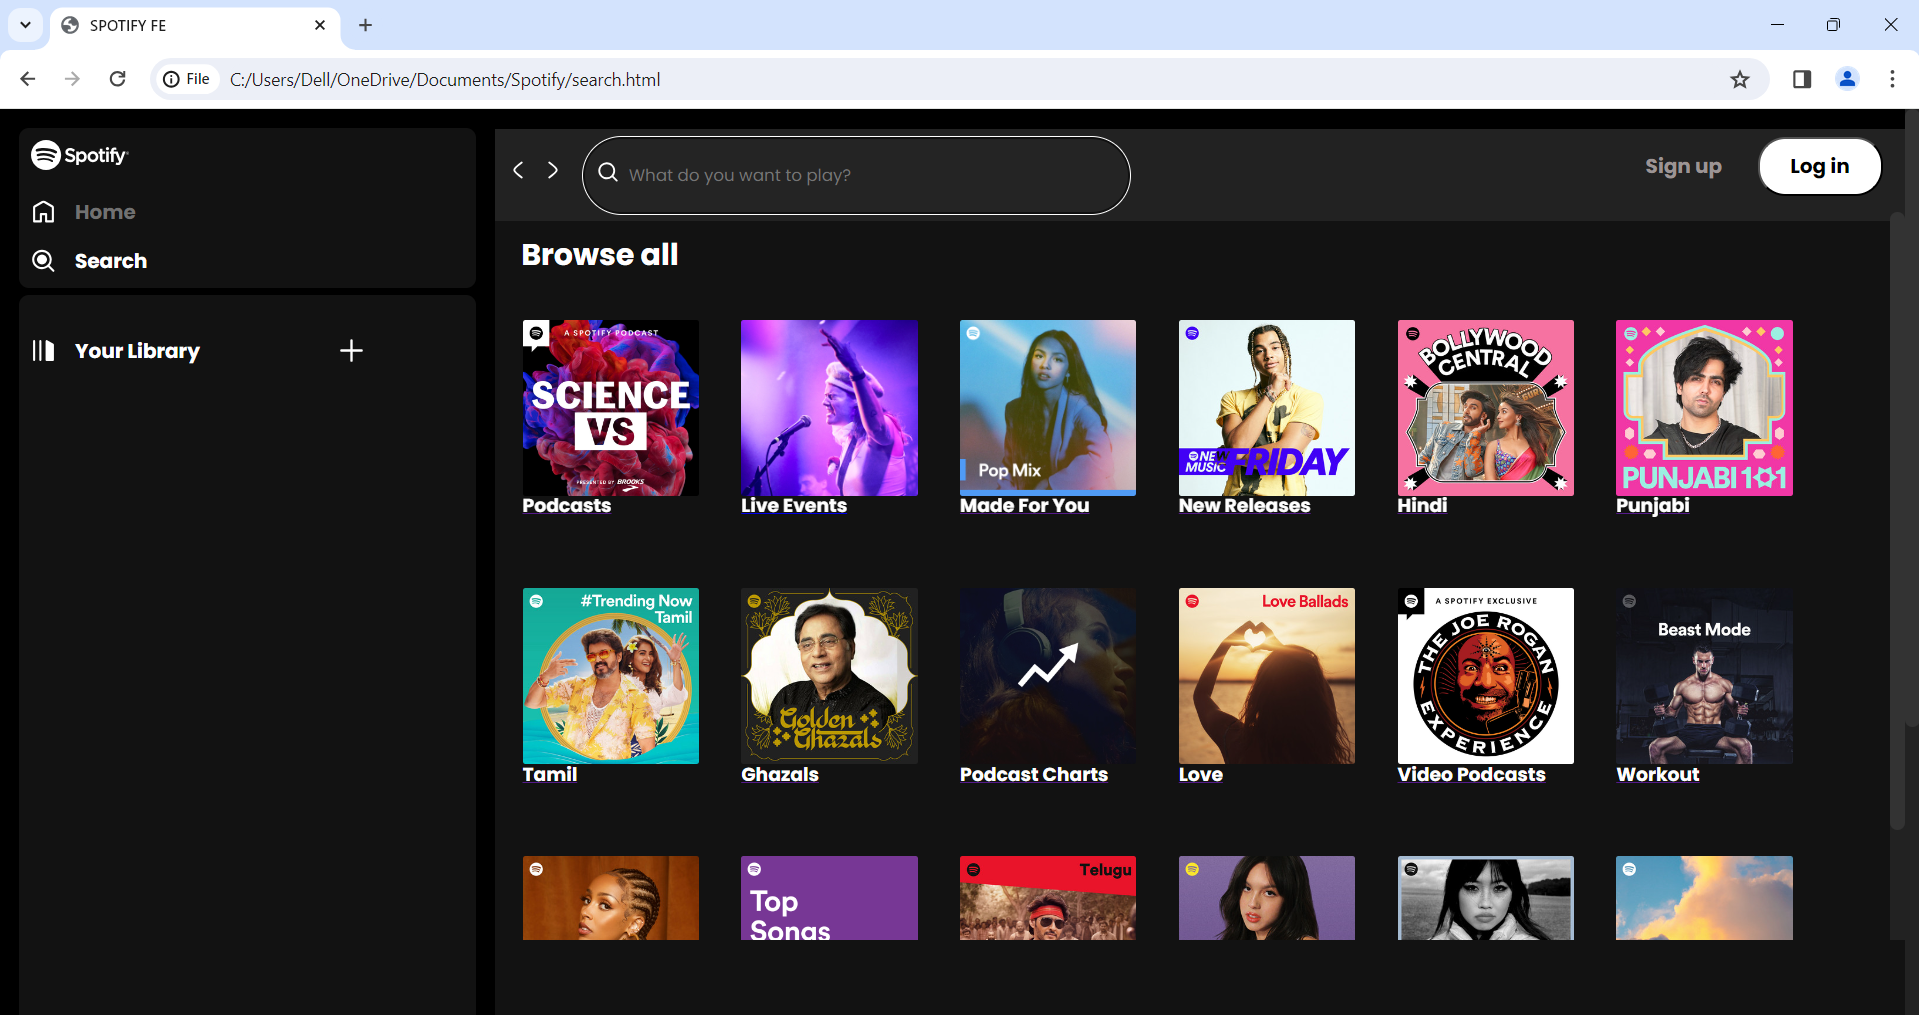 SPOTIFY FE
File
C:/Users/Dell/OneDrive/Documents/Spotify/search.html
Spotify
Home
Search
Your Library
What do you want to play?
Sign up
Log in
Browse all
A SPOTIFY PODCAST
SCIENCE
VS
PRESENTED BY BROOKS
Podcasts
Live Events
Pop Mix
Made For You
NEW
MUSIC FRIDAY
New Releases
BOLLYWOOD
CENTRAL
Hindi
PUNJABI 101
Punjabi
#Trending Now
Tamil
Tamil
Golden
Ghazals
Ghazals
Podcast Charts
Love Ballads
Love
A SPOTIFY EXCLUSIVE
THE JOE ROGAN
EXPERIENCE
Video Podcasts
Beast Mode
Workout
Top
Songs
Telugu